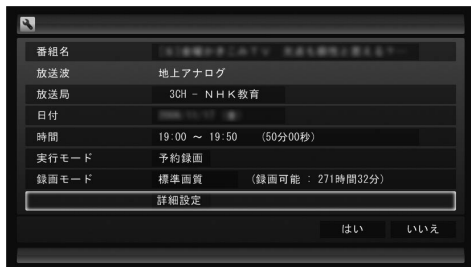 番組名
放送波 地上アナログ
放送局 3CH － ＮＨＫ教育
日付
時間 19:00 ～ 19:50 (50分00秒)
実行モード 予約録画
録画モード 標準画質 (録画可能 : 271時間32分)
詳細設定
はい いいえ